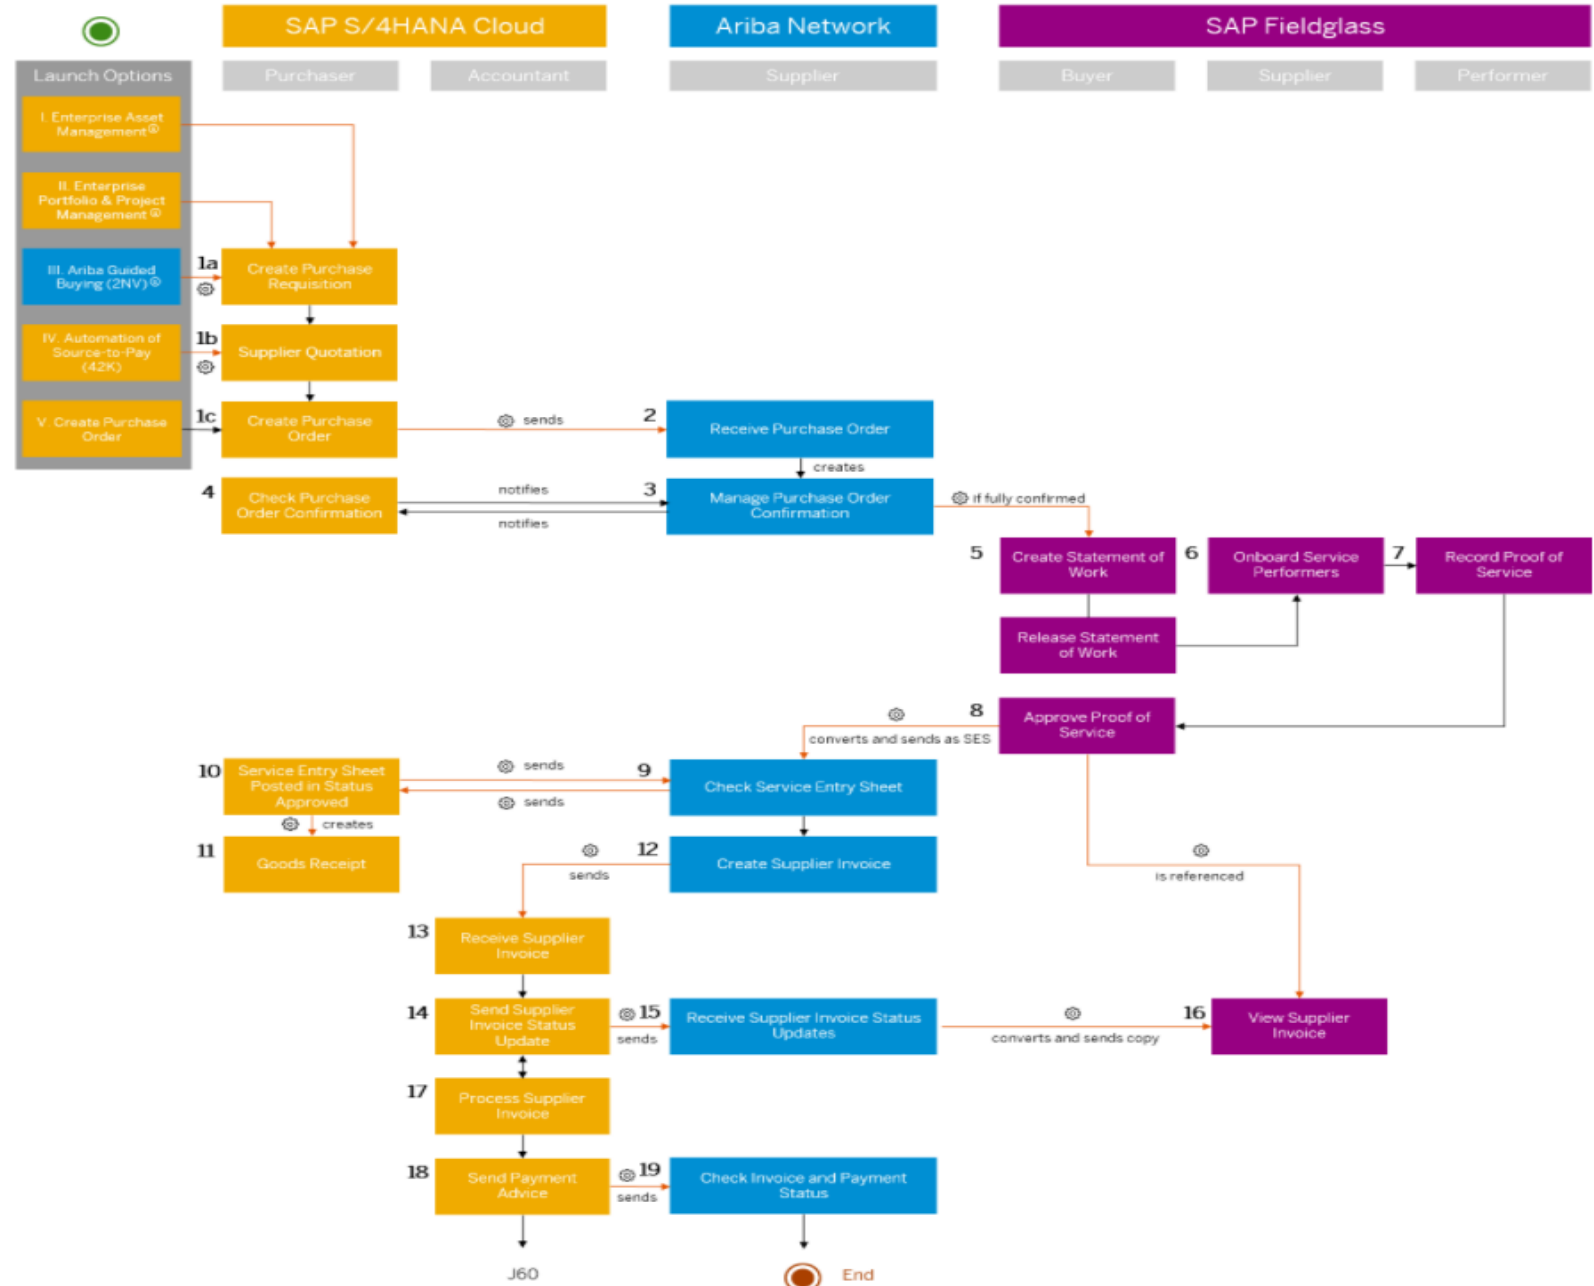 SAP S/4HANA Cloud
Ariba Network
SAP Fieldglass
Launch Options
Purchaser
Accountant
Supplier
Buyer
Supplier
Performer
I. Enterprise Asset
Management
II. Enterprise
Portfolio & Project
Management
III. Ariba Guided
Buying (2NV)
1a
Create Purchase
Requisition
IV. Automation of
Source-to-Pay
(42K)
1b
Supplier Quotation
V. Create Purchase
Order
1c
Create Purchase
Order
sends
2
Receive Purchase Order
creates
4
Check Purchase
Order Confirmation
notifies
notifies
3
Manage Purchase Order
Confirmation
if fully confirmed
5
Create Statement of
Work
6
Onboard Service
Performers
7
Record Proof of
Service
Release Statement
of Work
8
Approve Proof of
Service
converts and sends as SES
10
Service Entry Sheet
Posted in Status
Approved
sends
sends
9
Check Service Entry Sheet
creates
11
Goods Receipt
sends
12
Create Supplier Invoice
is referenced
13
Receive Supplier
Invoice
14
Send Supplier
Invoice Status
Update
15
sends
Receive Supplier Invoice Status
Updates
converts and sends copy
16
View Supplier
Invoice
17
Process Supplier
Invoice
18
Send Payment
Advice
19
sends
Check Invoice and Payment
Status
J60
End